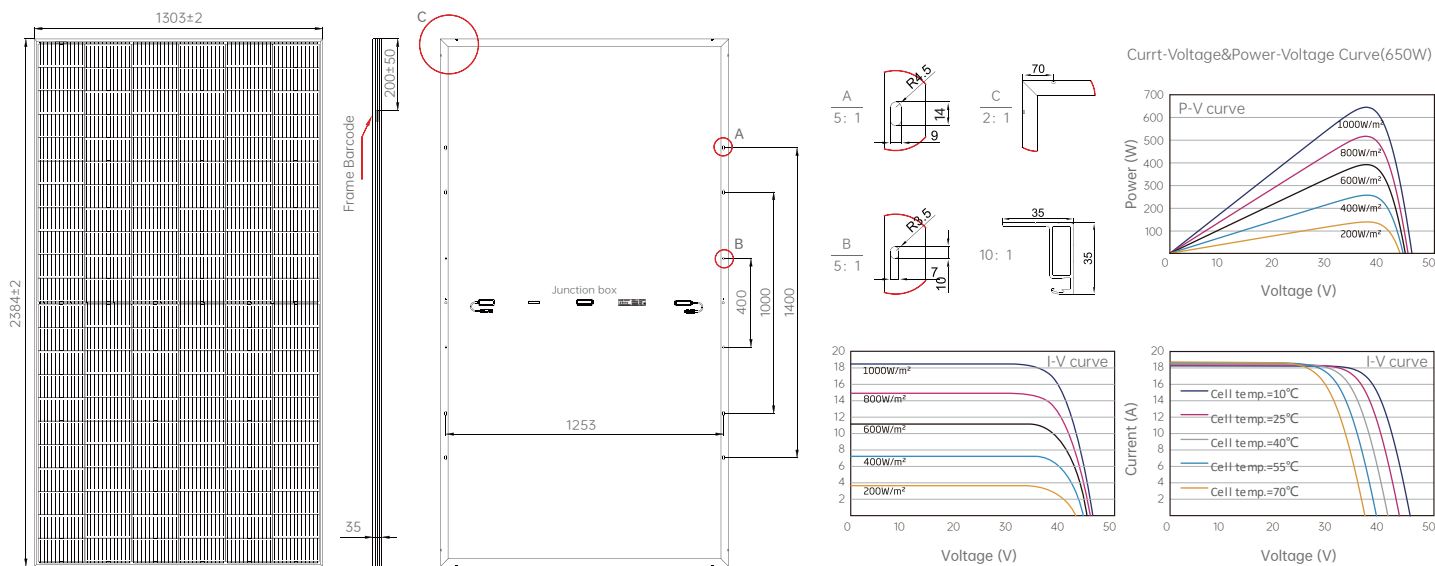 1303±2
2384±2
Frame Barcode
200±50
35
C
A
B
Junction box
400
1000
1400
1253
A
5: 1
R4.5
14
9
C
2: 1
70
B
5: 1
R3.5
7
10
10: 1
35
35
Currt-Voltage&Power-Voltage Curve(650W)
P-V curve
Power (W)
700
600
500
400
300
200
100
0
10
20
30
40
50
1000W/m²
800W/m²
600W/m²
400W/m²
200W/m²
Voltage (V)
I-V curve
20
18
16
14
12
10
8
6
4
2
0
10
20
30
40
50
1000W/m²
800W/m²
600W/m²
400W/m²
200W/m²
Voltage (V)
I-V curve
Current (A)
20
18
16
14
12
10
8
6
4
2
0
10
20
30
40
50
Cell temp.=10℃
Cell temp.=25℃
Cell temp.=40℃
Cell temp.=55℃
Cell temp.=70℃
Voltage (V)